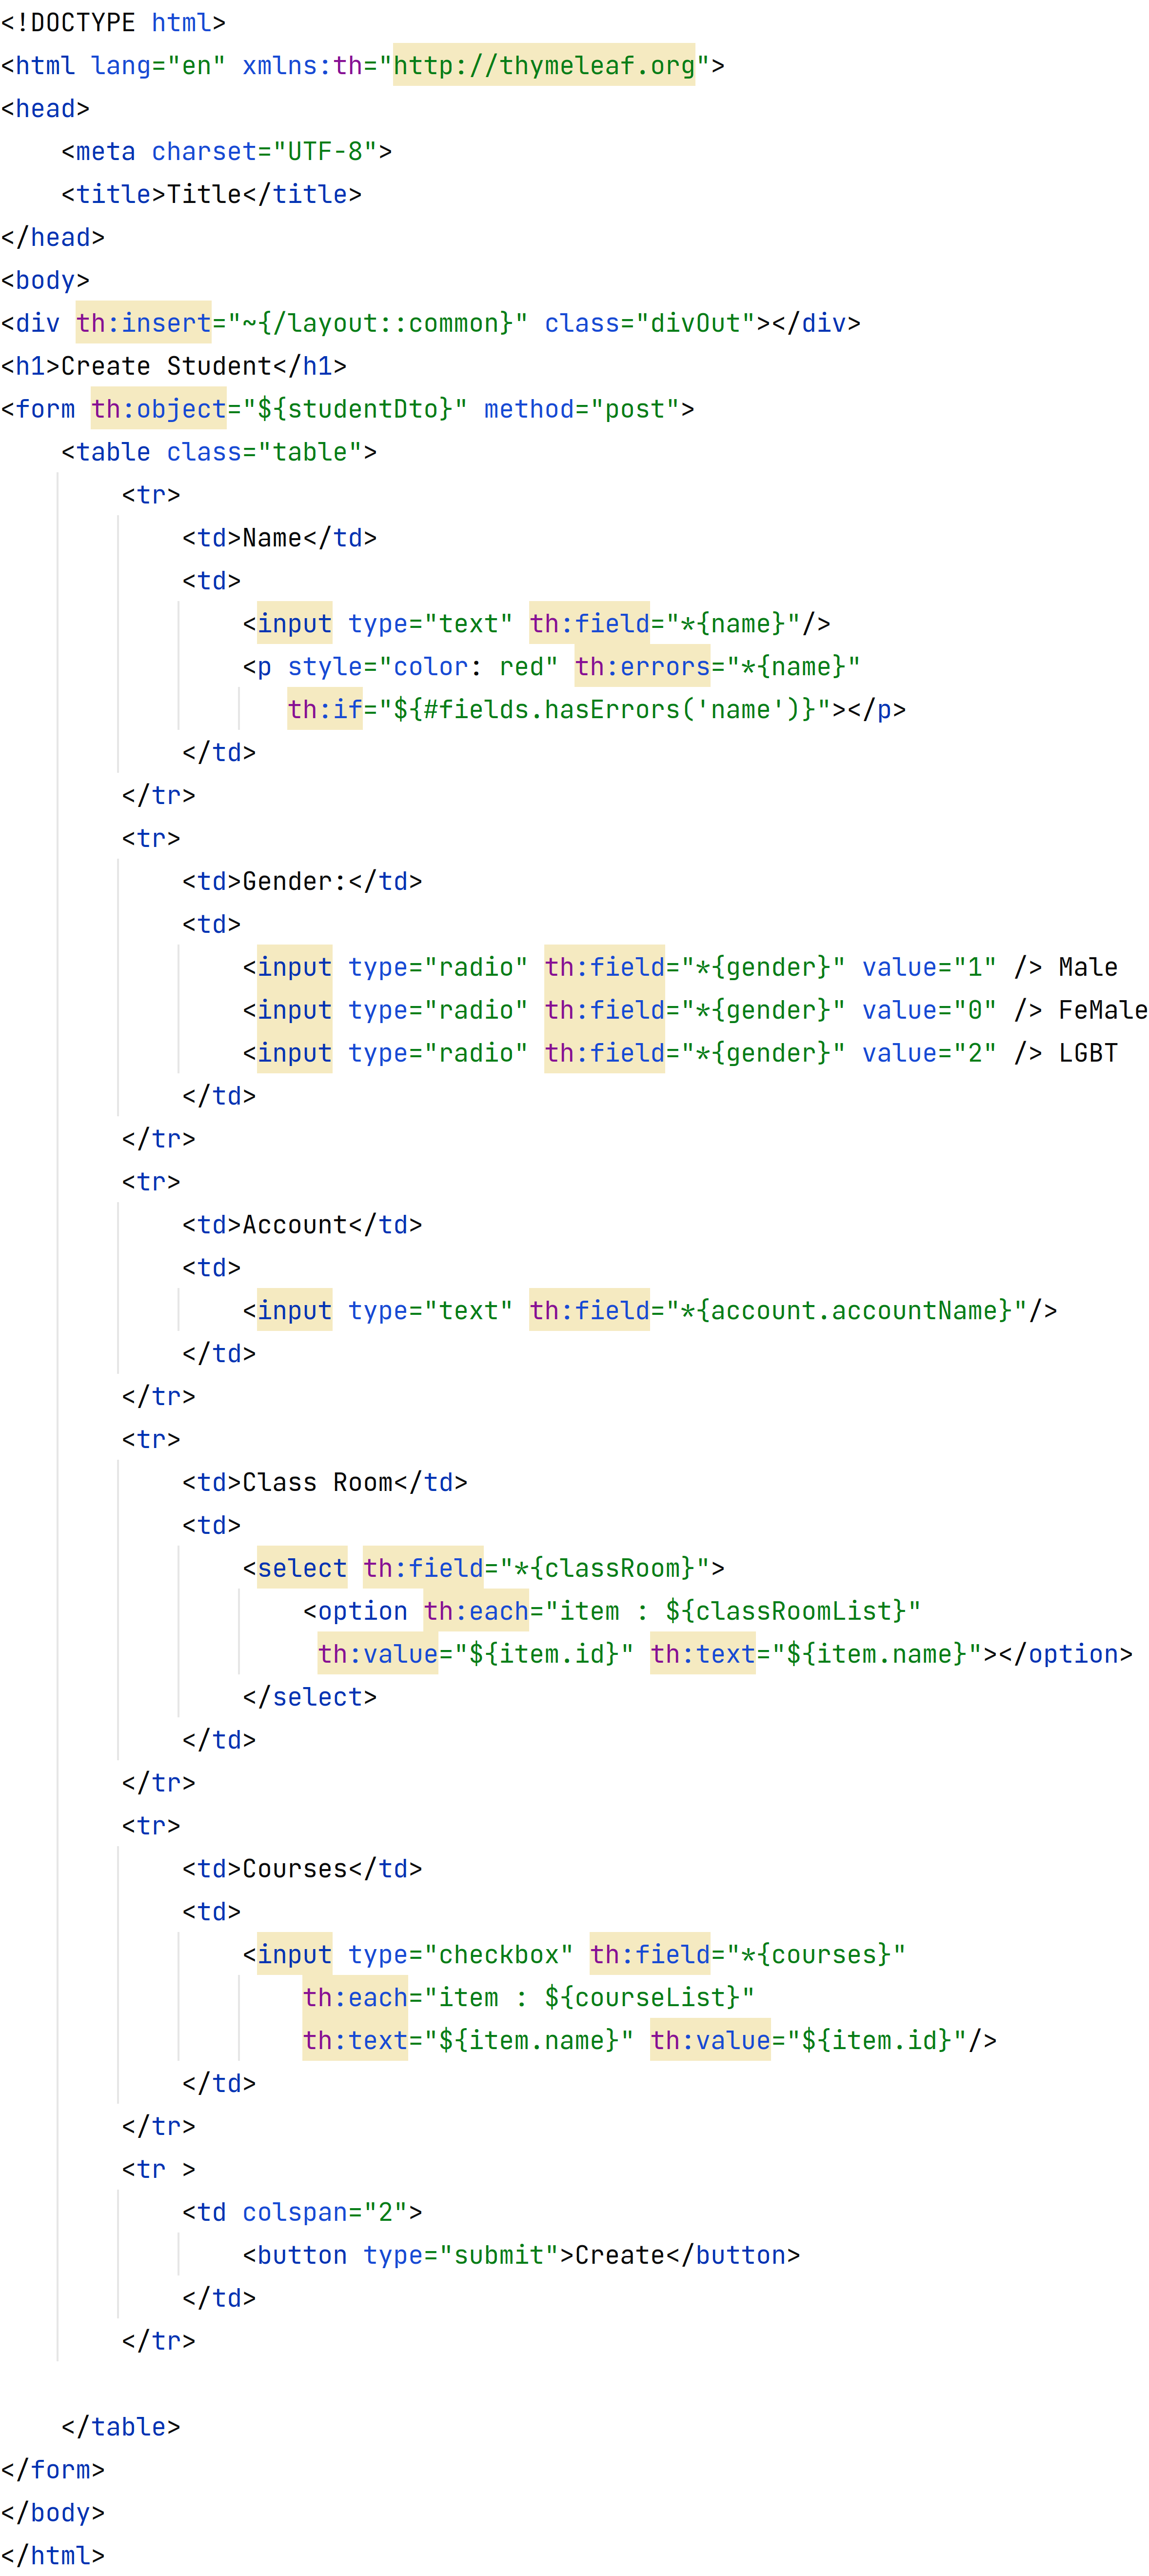 <!DOCTYPE html>
<html lang="en" xmlns:th="http://thymeleaf.org">
<head>
    <meta charset="UTF-8">
    <title>Title</title>
</head>
<body>
<div th:insert="~{/layout::common}" class="divOut"></div>
<h1>Create Student</h1>
<form th:object="${studentDto}" method="post">
    <table class="table">
        <tr>
            <td>Name</td>
            <td>
                <input type="text" th:field="*{name}"/>
                <p style="color: red" th:errors="*{name}"
                   th:if="${#fields.hasErrors('name')}"></p>
            </td>
        </tr>
        <tr>
            <td>Gender:</td>
            <td>
                <input type="radio" th:field="*{gender}" value="1" /> Male
                <input type="radio" th:field="*{gender}" value="0" /> FeMale
                <input type="radio" th:field="*{gender}" value="2" /> LGBT
            </td>
        </tr>
        <tr>
            <td>Account</td>
            <td>
                <input type="text" th:field="*{account.accountName}"/>
            </td>
        </tr>
        <tr>
            <td>Class Room</td>
            <td>
                <select th:field="*{classRoom}">
                    <option th:each="item : ${classRoomList}"
                     th:value="${item.id}" th:text="${item.name}"></option>
                </select>
            </td>
        </tr>
        <tr>
            <td>Courses</td>
            <td>
                <input type="checkbox" th:field="*{courses}"
                    th:each="item : ${courseList}"
                    th:text="${item.name}" th:value="${item.id}"/>
            </td>
        </tr>
        <tr >
            <td colspan="2">
                <button type="submit">Create</button>
            </td>
        </tr>

    </table>
</form>
</body>
</html>